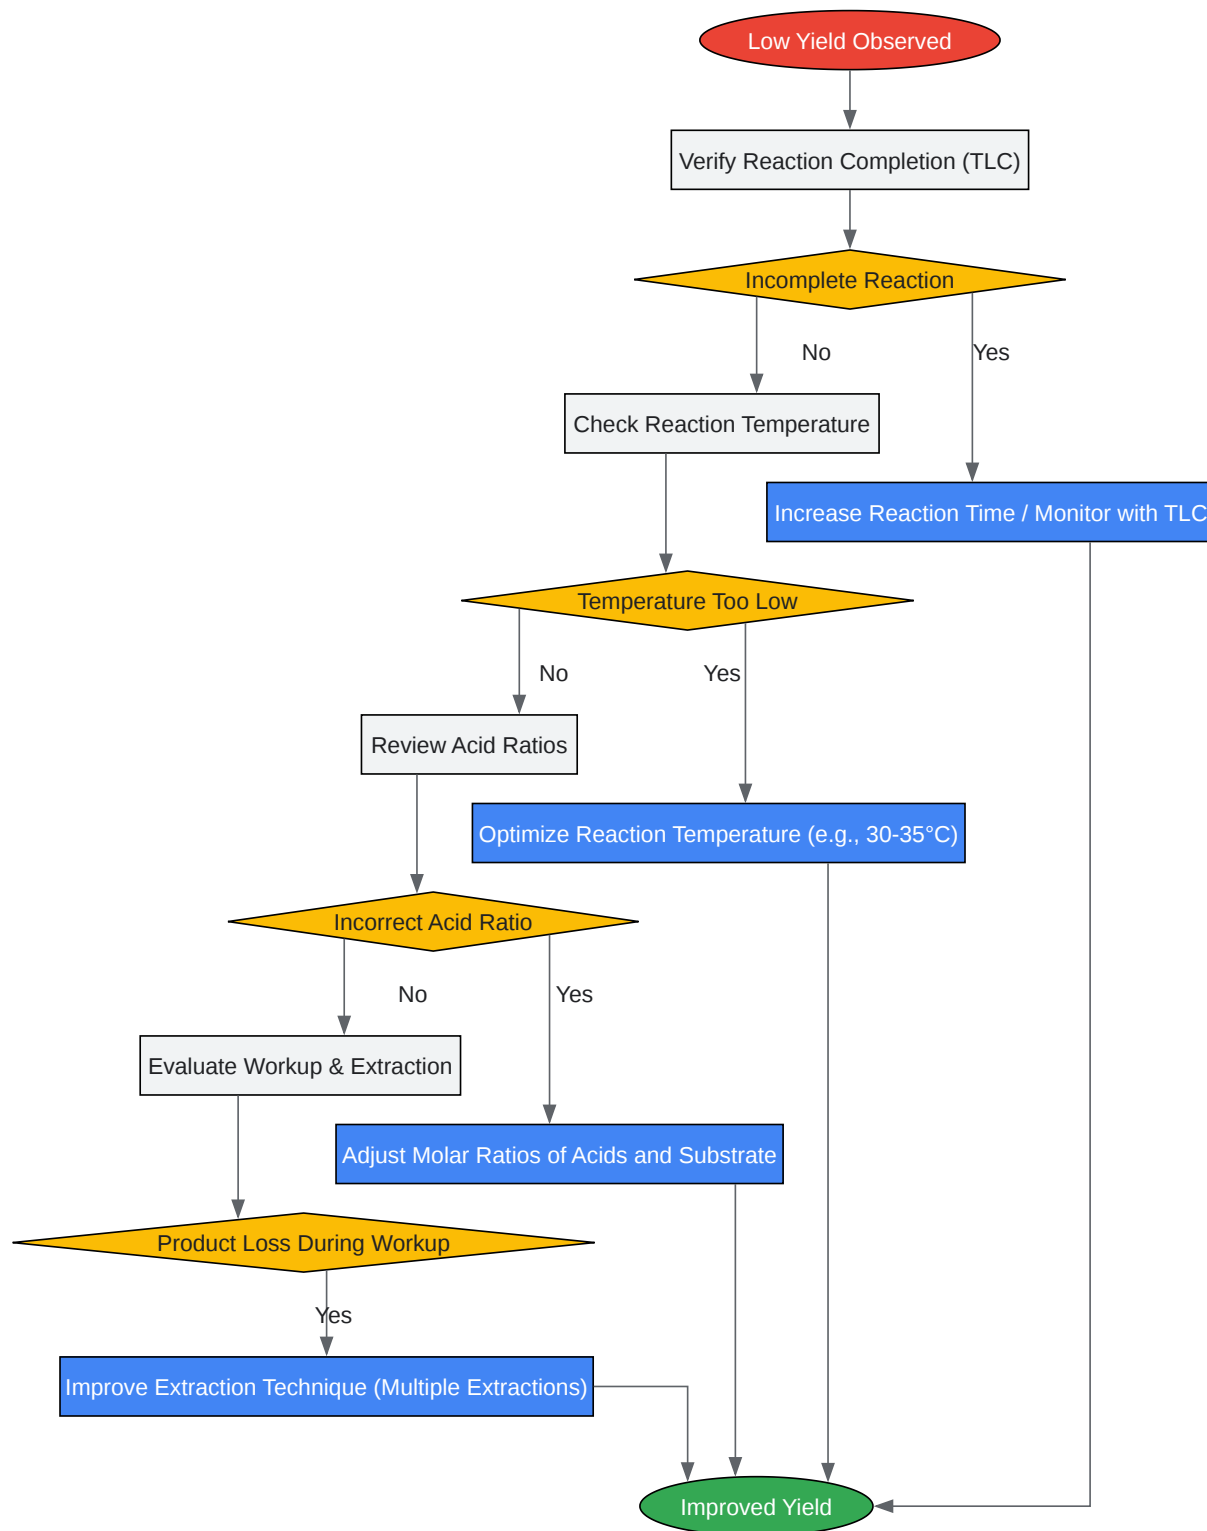 Low Yield Observed
Verify Reaction Completion (TLC)
Incomplete Reaction
No
Yes
Check Reaction Temperature
Increase Reaction Time / Monitor with TLC
Temperature Too Low
No
Yes
Review Acid Ratios
Optimize Reaction Temperature (e.g., 30-35°C)
Incorrect Acid Ratio
No
Yes
Evaluate Workup & Extraction
Adjust Molar Ratios of Acids and Substrate
Product Loss During Workup
Yes
Improve Extraction Technique (Multiple Extractions)
Improved Yield